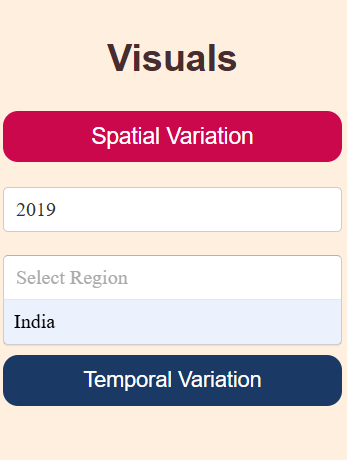 Visuals
Spatial Variation
2019
Select Region
India
Temporal Variation